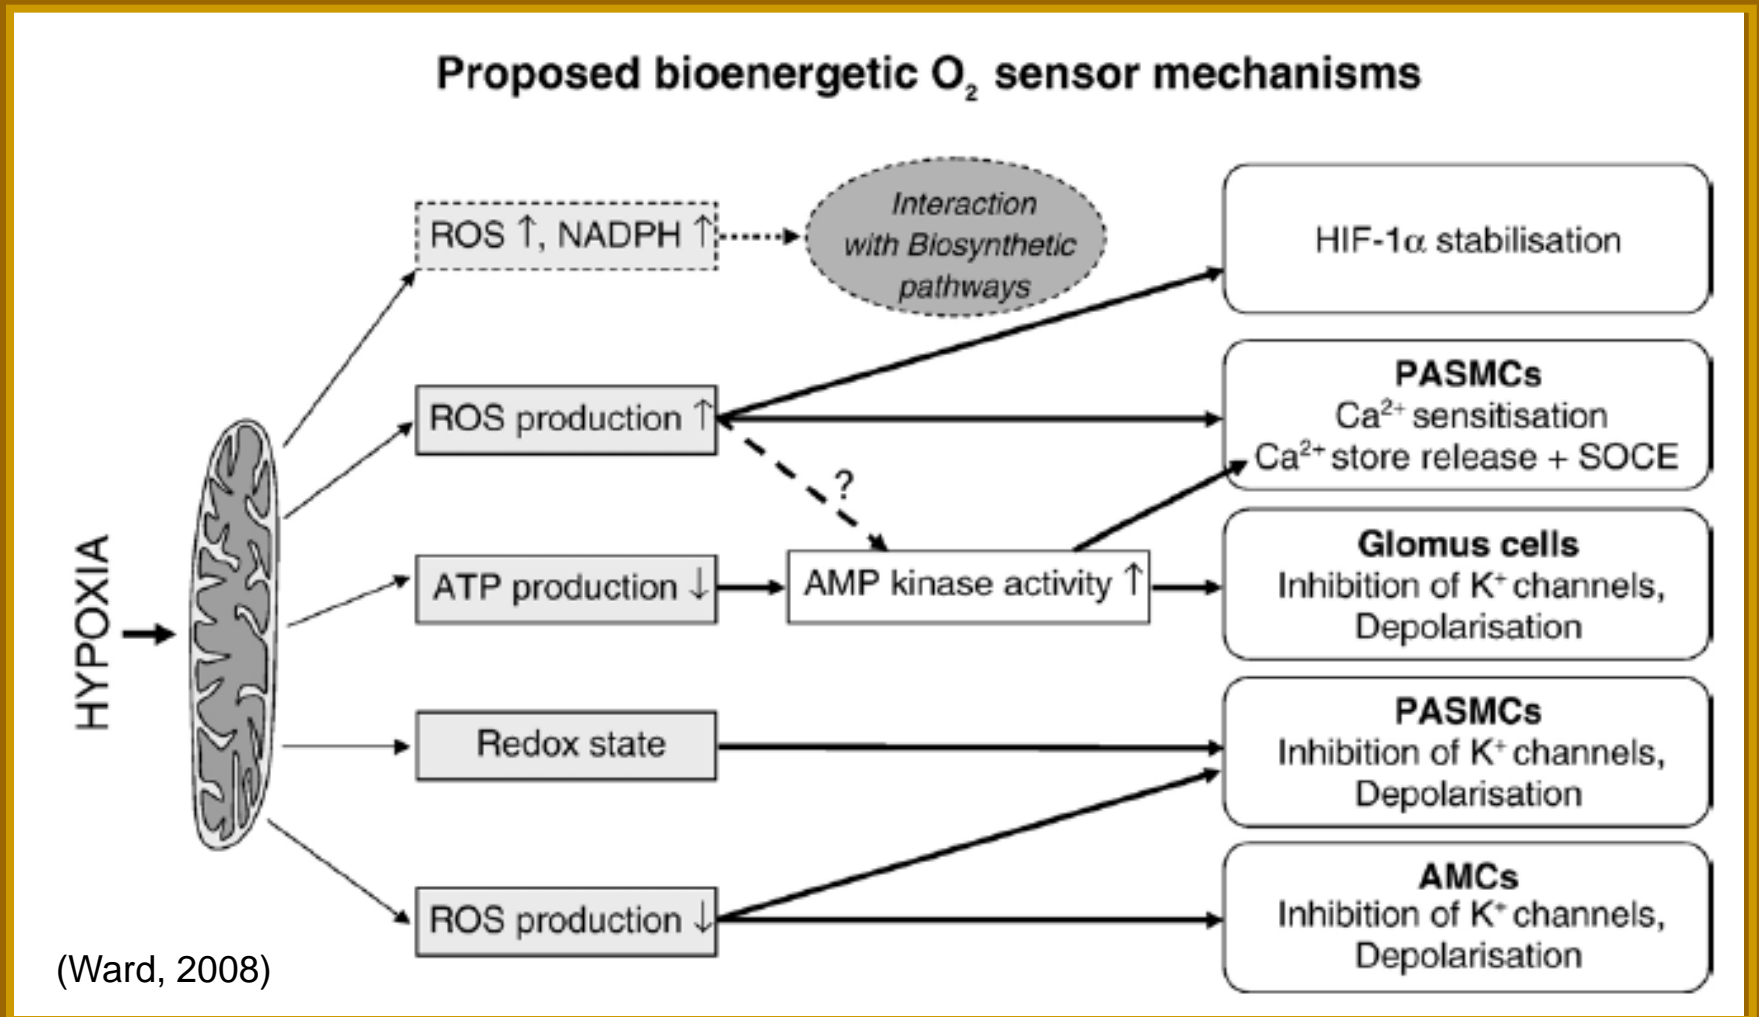 Proposed bioenergetic O₂ sensor mechanisms
HYPOXIA
ROS ↑, NADPH ↑
Interaction
with Biosynthetic
pathways
HIF-1α stabilisation
ROS production ↑
?
PASMCs
Ca²⁺ sensitisation
Ca²⁺ store release + SOCE
ATP production ↓
AMP kinase activity ↑
Glomus cells
Inhibition of K⁺ channels,
Depolarisation
Redox state
PASMCs
Inhibition of K⁺ channels,
Depolarisation
ROS production ↓
AMCs
Inhibition of K⁺ channels,
Depolarisation
(Ward, 2008)